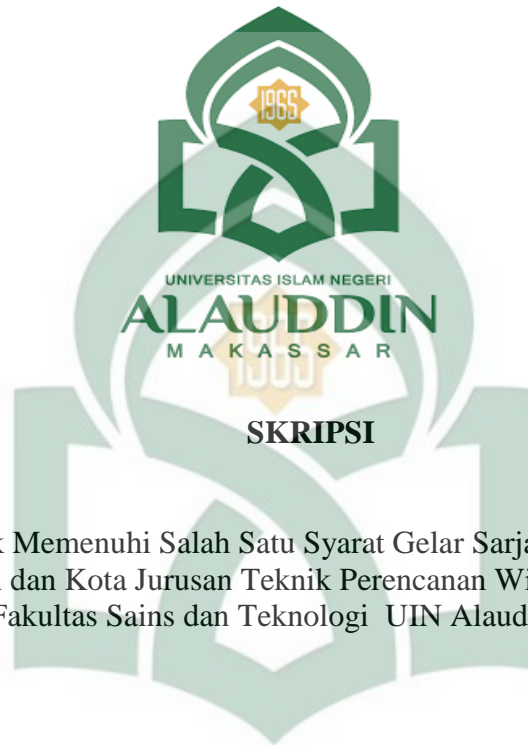 1965
UNIVERSITAS ISLAM NEGERI
ALAUDDIN
MAKASSAR
1965
SKRIPSI
Memenuhi Salah Satu Syarat Gelar
dan Kota Jurusan Teknik Perencanan
Fakultas Sains dan Teknologi UIN